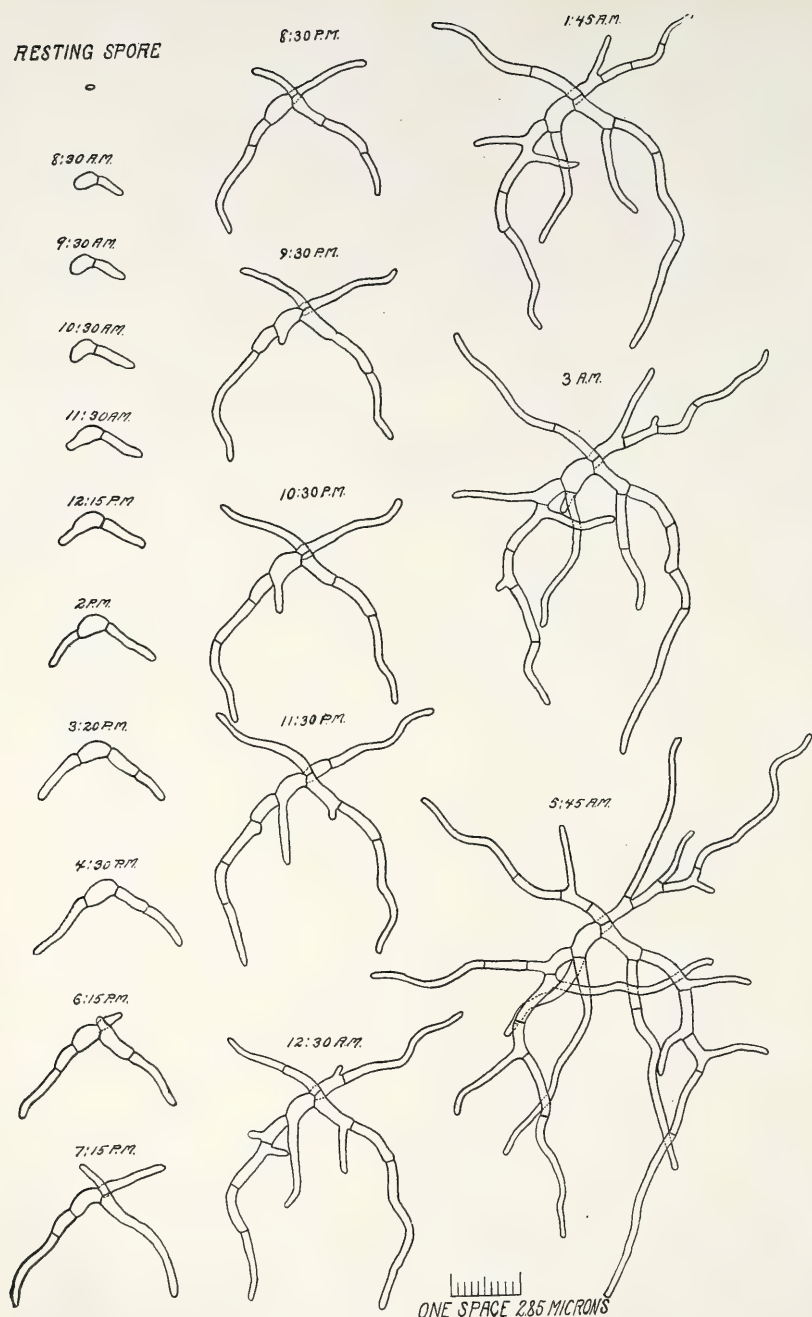 RESTING SPORE
8:30 A.M.
9:30 A.M.
10:30 A.M.
11:30 A.M.
12:15 P.M
2 P.M.
3:20 P.M.
4:30 P.M.
6:15 P.M.
7:15 P.M.
8:30 P.M.
9:30 P.M.
10:30 P.M.
11:30 P.M.
12:30 A.M.
1:45 A.M.
3 A.M.
5:45 A.M.
ONE SPACE 2.85 MICRONS